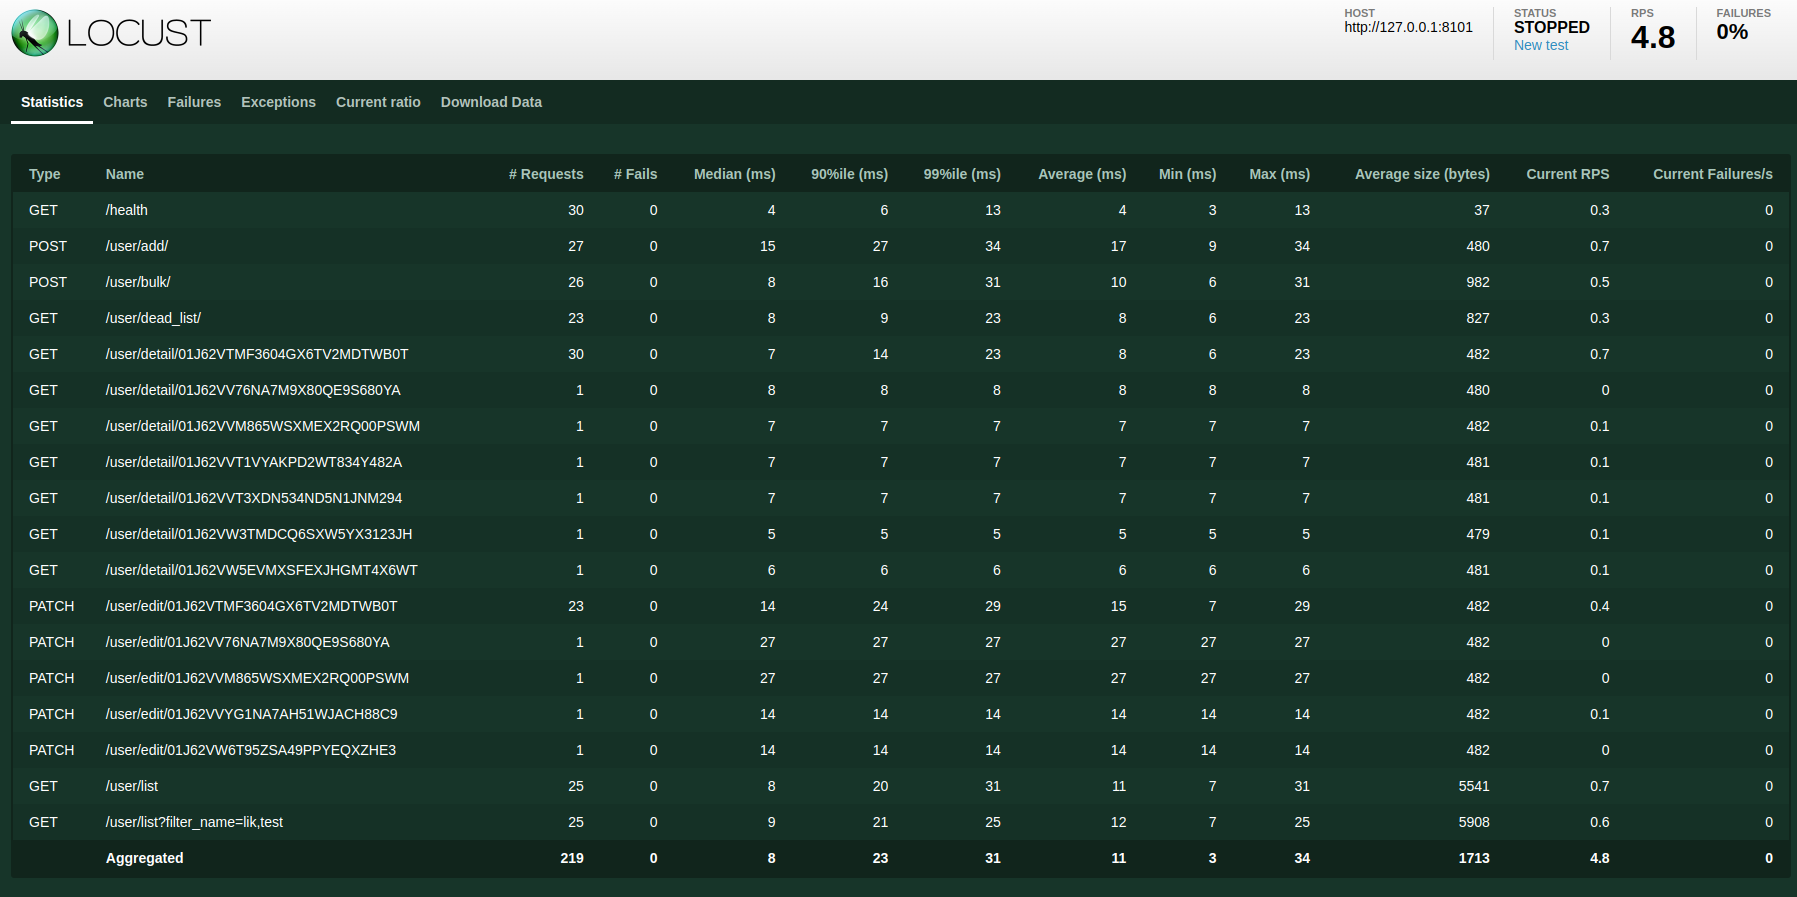 LOCUST
HOST
http://127.0.0.1:8101
STATUS
STOPPED
New test
RPS
4.8
FAILURES
0%
Statistics Charts Failures Exceptions Current ratio Download Data
Type Name # Requests # Fails Median (ms) 90%ile (ms) 99%ile (ms) Average (ms) Min (ms) Max (ms) Average size (bytes) Current RPS Current Failures/s
GET /health 30 0 4 6 13 4 3 13 37 0.3 0
POST /user/add/ 27 0 15 27 34 17 9 34 480 0.7 0
POST /user/bulk/ 26 0 8 16 31 10 6 31 982 0.5 0
GET /user/dead_list/ 23 0 8 9 23 8 6 23 827 0.3 0
GET /user/detail/01J62VTMF3604GX6TV2MDTWB0T 30 0 7 14 23 8 6 23 482 0.7 0
GET /user/detail/01J62VV76NA7M9X80QE9S680YA 1 0 8 8 8 8 8 8 480 0 0
GET /user/detail/01J62VVM865WSXMEX2RQ00PSWM 1 0 7 7 7 7 7 7 482 0.1 0
GET /user/detail/01J62VVT1VYAKPD2WT834Y482A 1 0 7 7 7 7 7 7 481 0.1 0
GET /user/detail/01J62VVT3XDN534ND5N1JNM294 1 0 7 7 7 7 7 7 481 0.1 0
GET /user/detail/01J62VW3TMDCQ6SXW5YX3123JH 1 0 5 5 5 5 5 5 479 0.1 0
GET /user/detail/01J62VW5EVMXSFEXJHGMT4X6WT 1 0 6 6 6 6 6 6 481 0.1 0
PATCH /user/edit/01J62VTMF3604GX6TV2MDTWB0T 23 0 14 24 29 15 7 29 482 0.4 0
PATCH /user/edit/01J62VV76NA7M9X80QE9S680YA 1 0 27 27 27 27 27 27 482 0 0
PATCH /user/edit/01J62VVM865WSXMEX2RQ00PSWM 1 0 27 27 27 27 27 27 482 0 0
PATCH /user/edit/01J62VVYG1NA7AH51WJACH88C9 1 0 14 14 14 14 14 14 482 0.1 0
PATCH /user/edit/01J62VW6T95ZSA49PPYEQXZHE3 1 0 14 14 14 14 14 14 482 0 0
GET /user/list 25 0 8 20 31 11 7 31 5541 0.7 0
GET /user/list?filter_name=lik,test 25 0 9 21 25 12 7 25 5908 0.6 0
Aggregated 219 0 8 23 31 11 3 34 1713 4.8 0